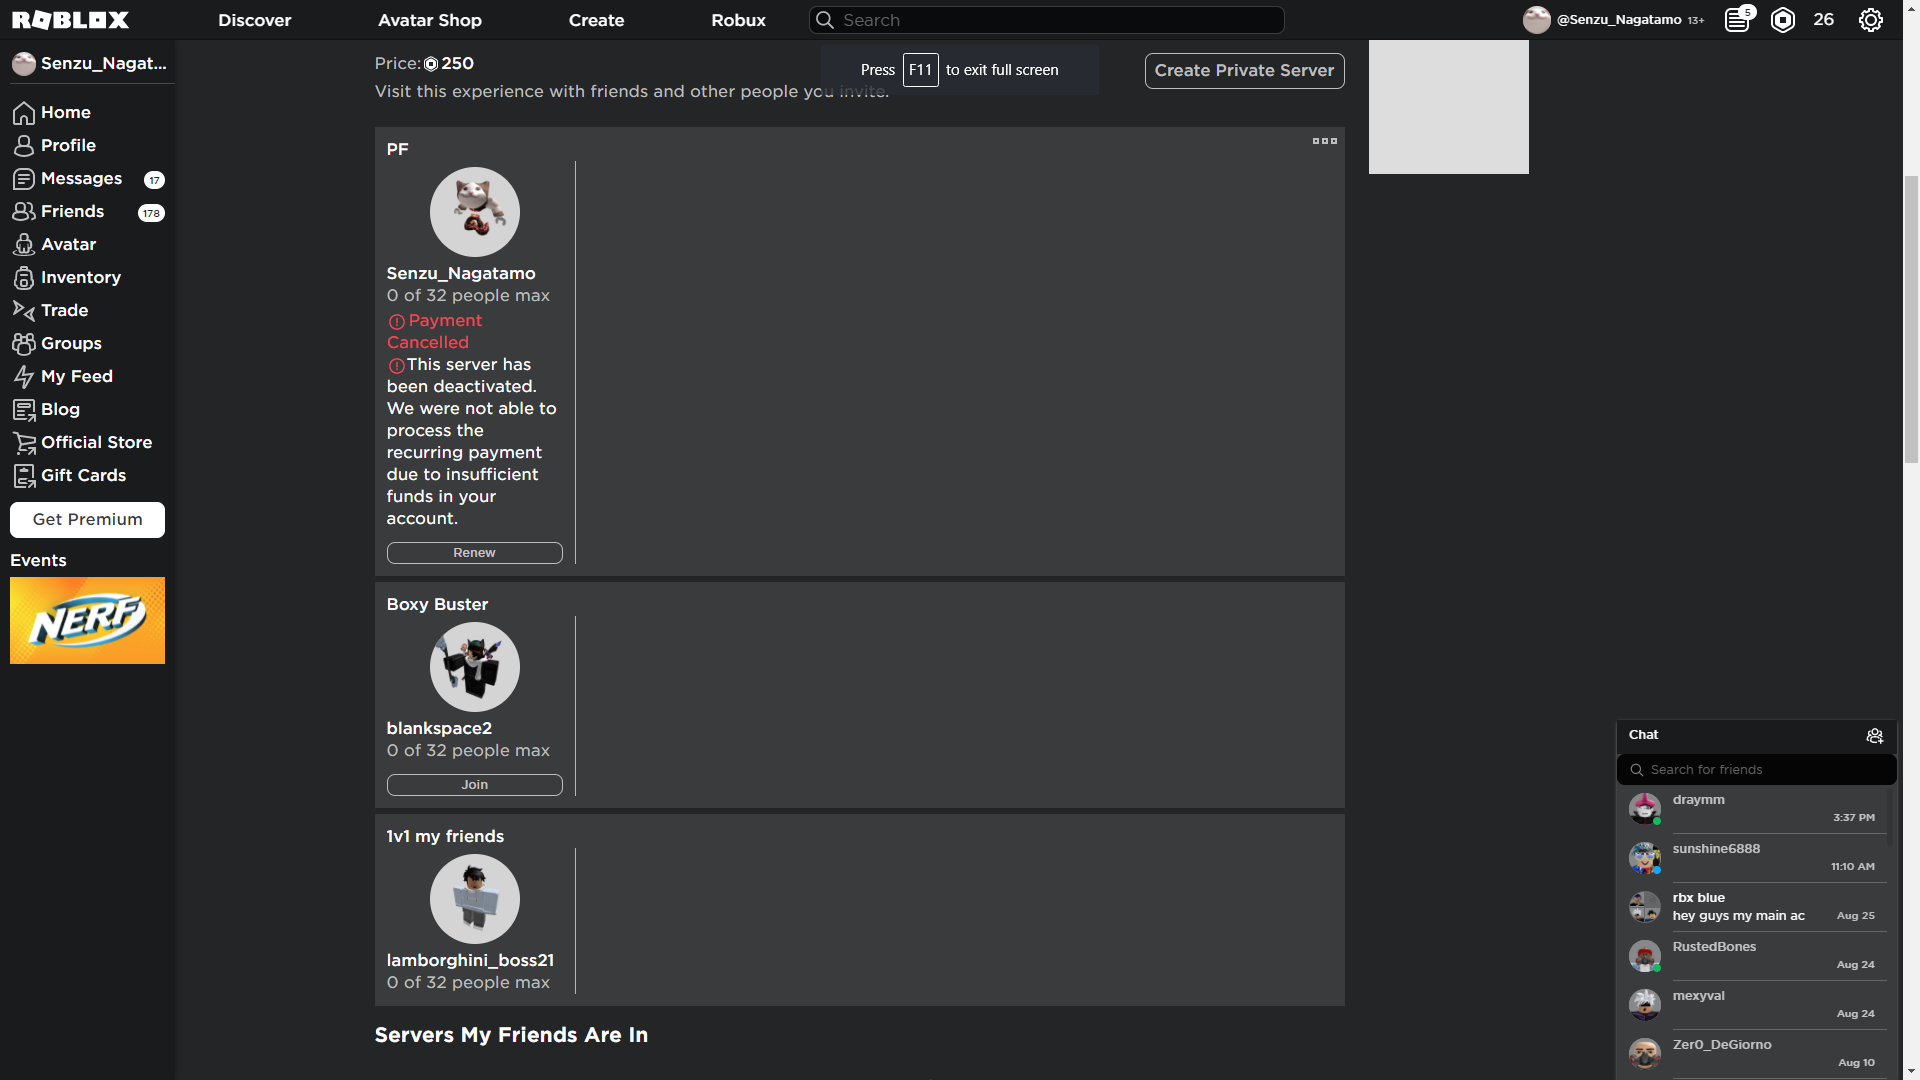 ROBLOX
Discover
Avatar Shop
Create
Robux
Search
@Senzu_Nagatamo 13+
5
26
Senzu_Nagat...
Home
Profile
Messages 17
Friends 178
Avatar
Inventory
Trade
Groups
My Feed
Blog
Official Store
Gift Cards
Get Premium
Events
NERF
Price: 250
Visit this experience with friends and other people you invite.
Press F11 to exit full screen
Create Private Server
PF
Senzu_Nagatamo
0 of 32 people max
Payment
Cancelled
This server has
been deactivated.
We were not able to
process the
recurring payment
due to insufficient
funds in your
account.
Renew
Boxy Buster
blankspace2
0 of 32 people max
Join
1v1 my friends
lamborghini_boss21
0 of 32 people max
Servers My Friends Are In
Chat
Search for friends
draymm
3:37 PM
sunshine6888
11:10 AM
rbx blue
hey guys my main ac Aug 25
RustedBones
Aug 24
mexyval
Aug 24
Zer0_DeGiorno
Aug 10